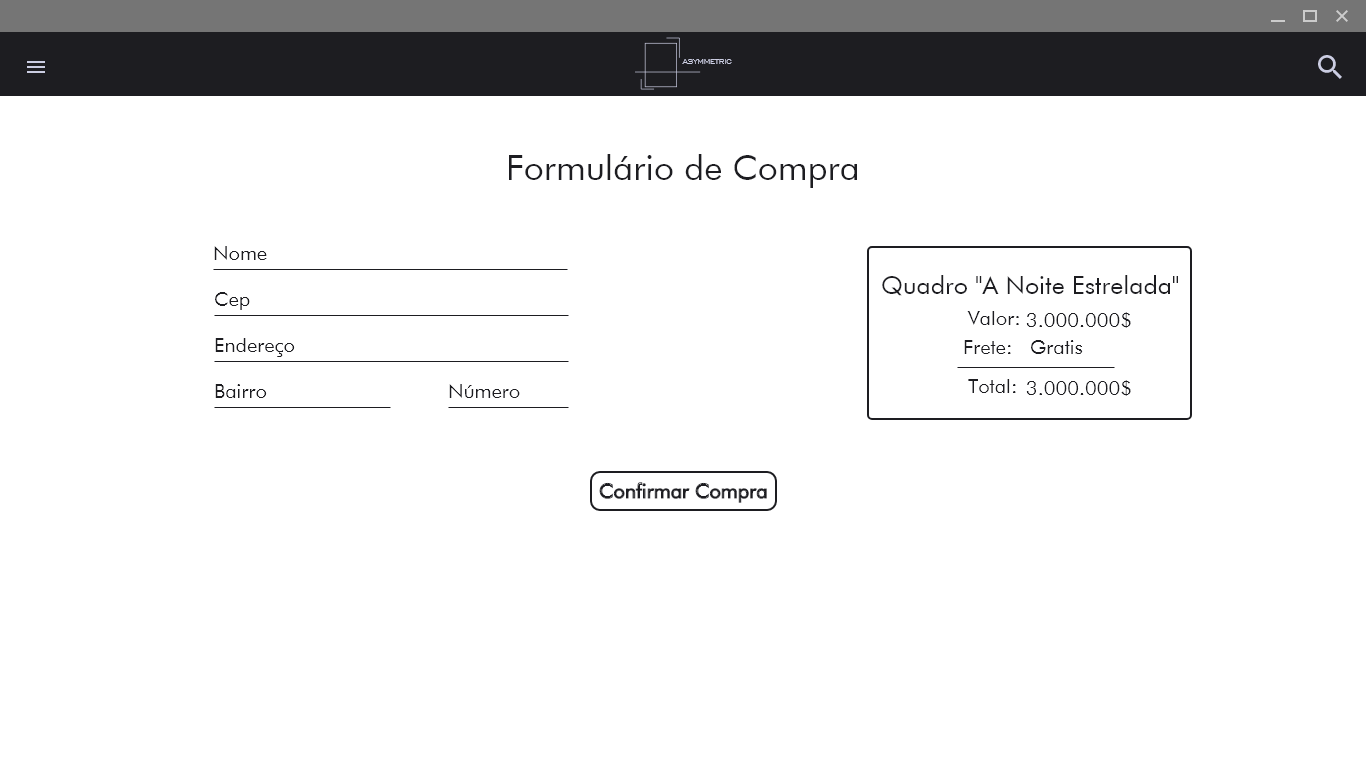 ASYMMETRIC
Formulário de Compra
Nome
Cep
Endereço
Bairro Número
Quadro "A Noite Estrelada"
Valor: 3.000.000$
Frete: Gratis
Total: 3.000.000$
Confirmar Compra